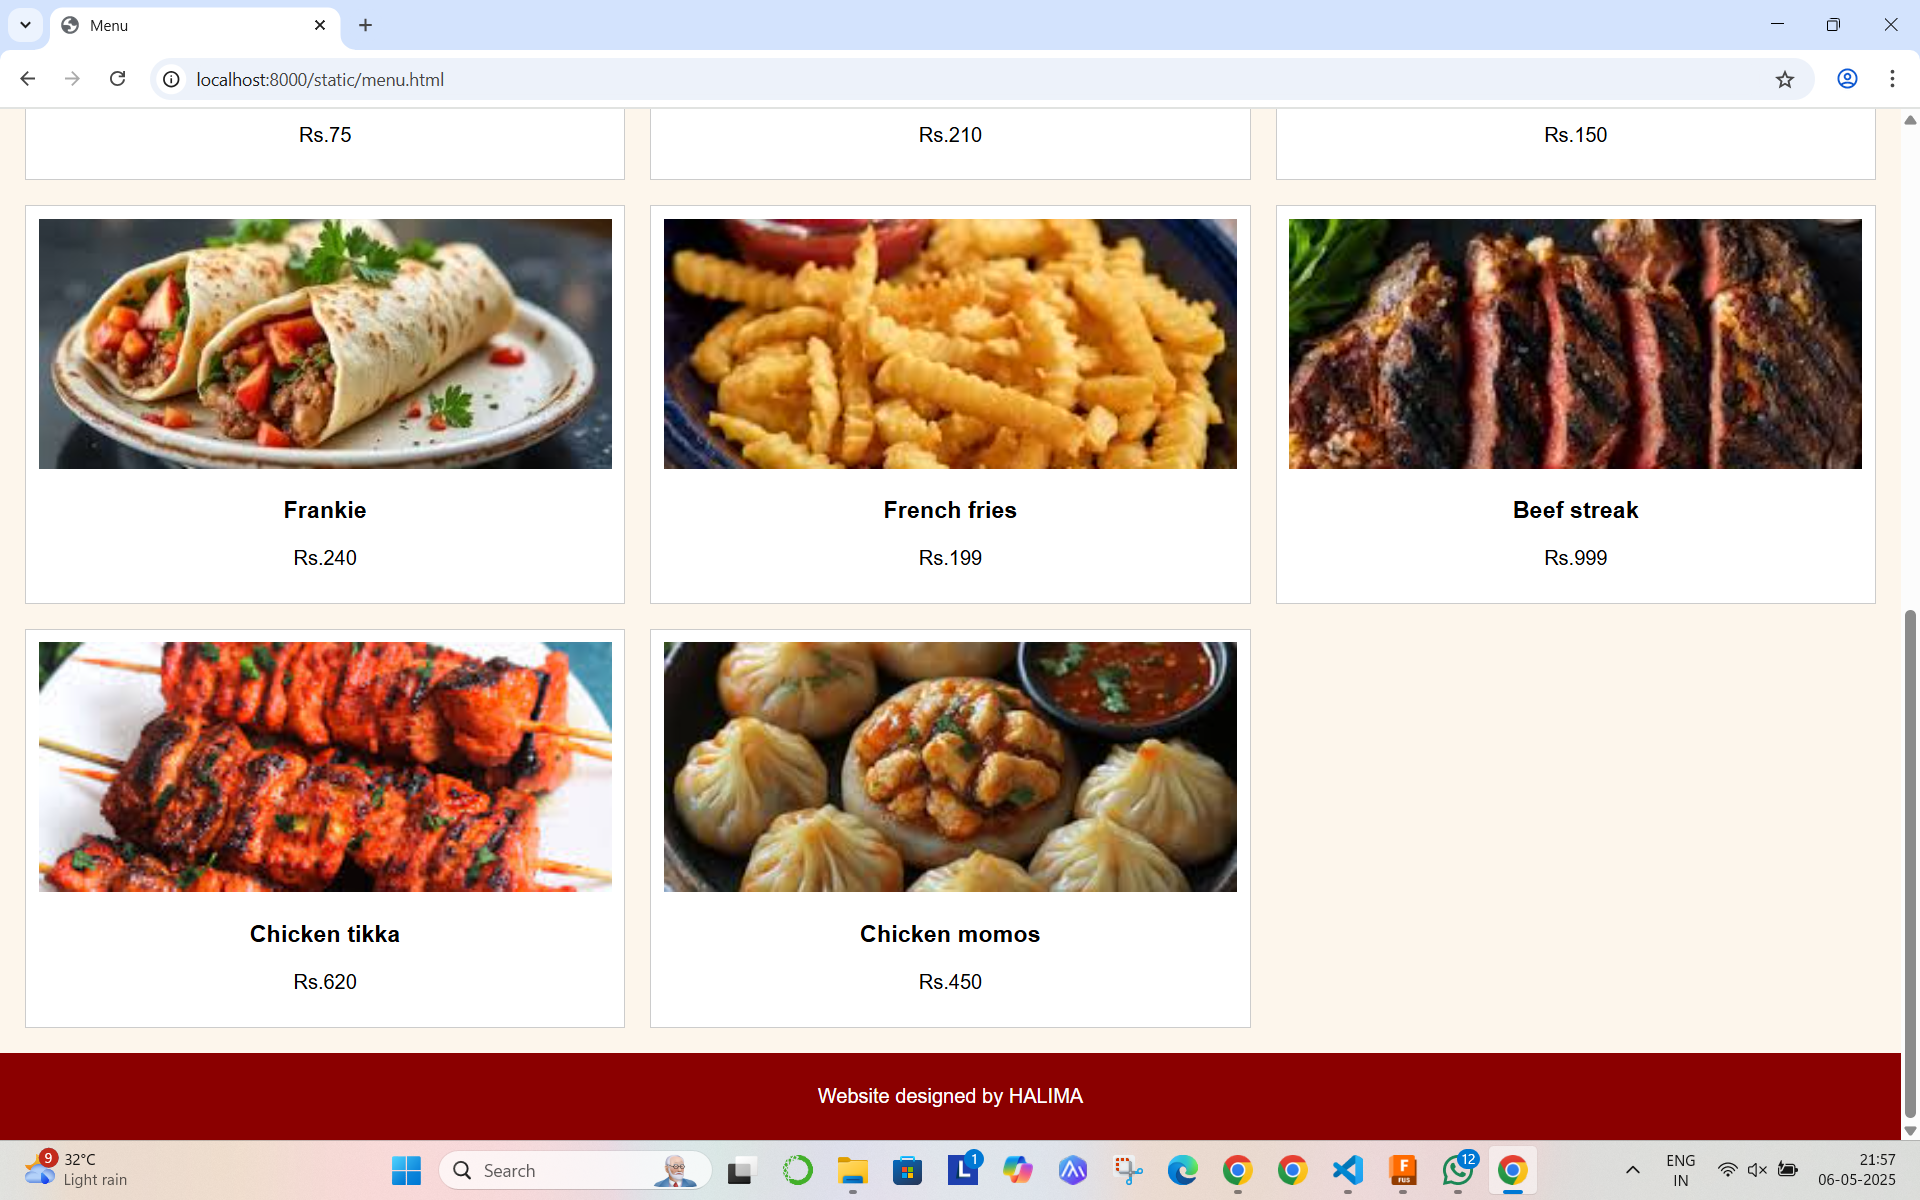 Menu
localhost:8000/static/menu.html
Rs.75
Rs.210
Rs.150
Frankie
French fries
Beef streak
Rs.240
Rs.199
Rs.999
Chicken tikka
Chicken momos
Rs.620
Rs.450
Website designed by HALIMA
9
32°C
Light rain
Search
L
1
F
FUS
12
ENG
IN
21:57
06-05-2025